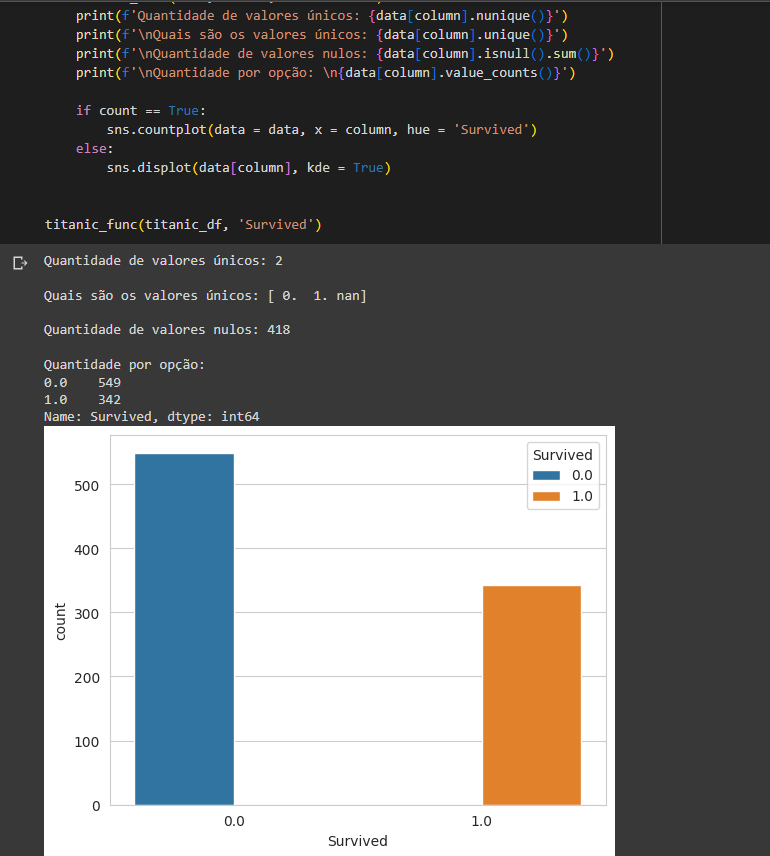 print(f'Quantidade de valores únicos: {data[column].nunique()}')
print(f'\nQuais são os valores únicos: {data[column].unique()}')
print(f'\nQuantidade de valores nulos: {data[column].isnull().sum()}')
print(f'\nQuantidade por opção: \n{data[column].value_counts()}')
if count == True:
sns.countplot(data = data, x = column, hue = 'Survived')
else:
sns.displot(data[column], kde = True)
titanic_func(titanic_df, 'Survived')
Quantidade de valores únicos: 2
Quais são os valores únicos: [ 0.  1. nan]
Quantidade de valores nulos: 418
Quantidade por opção:
0.0    549
1.0    342
Name: Survived, dtype: int64
Survived
0.0
1.0
500
400
300
200
100
0
count
0.0
1.0
Survived